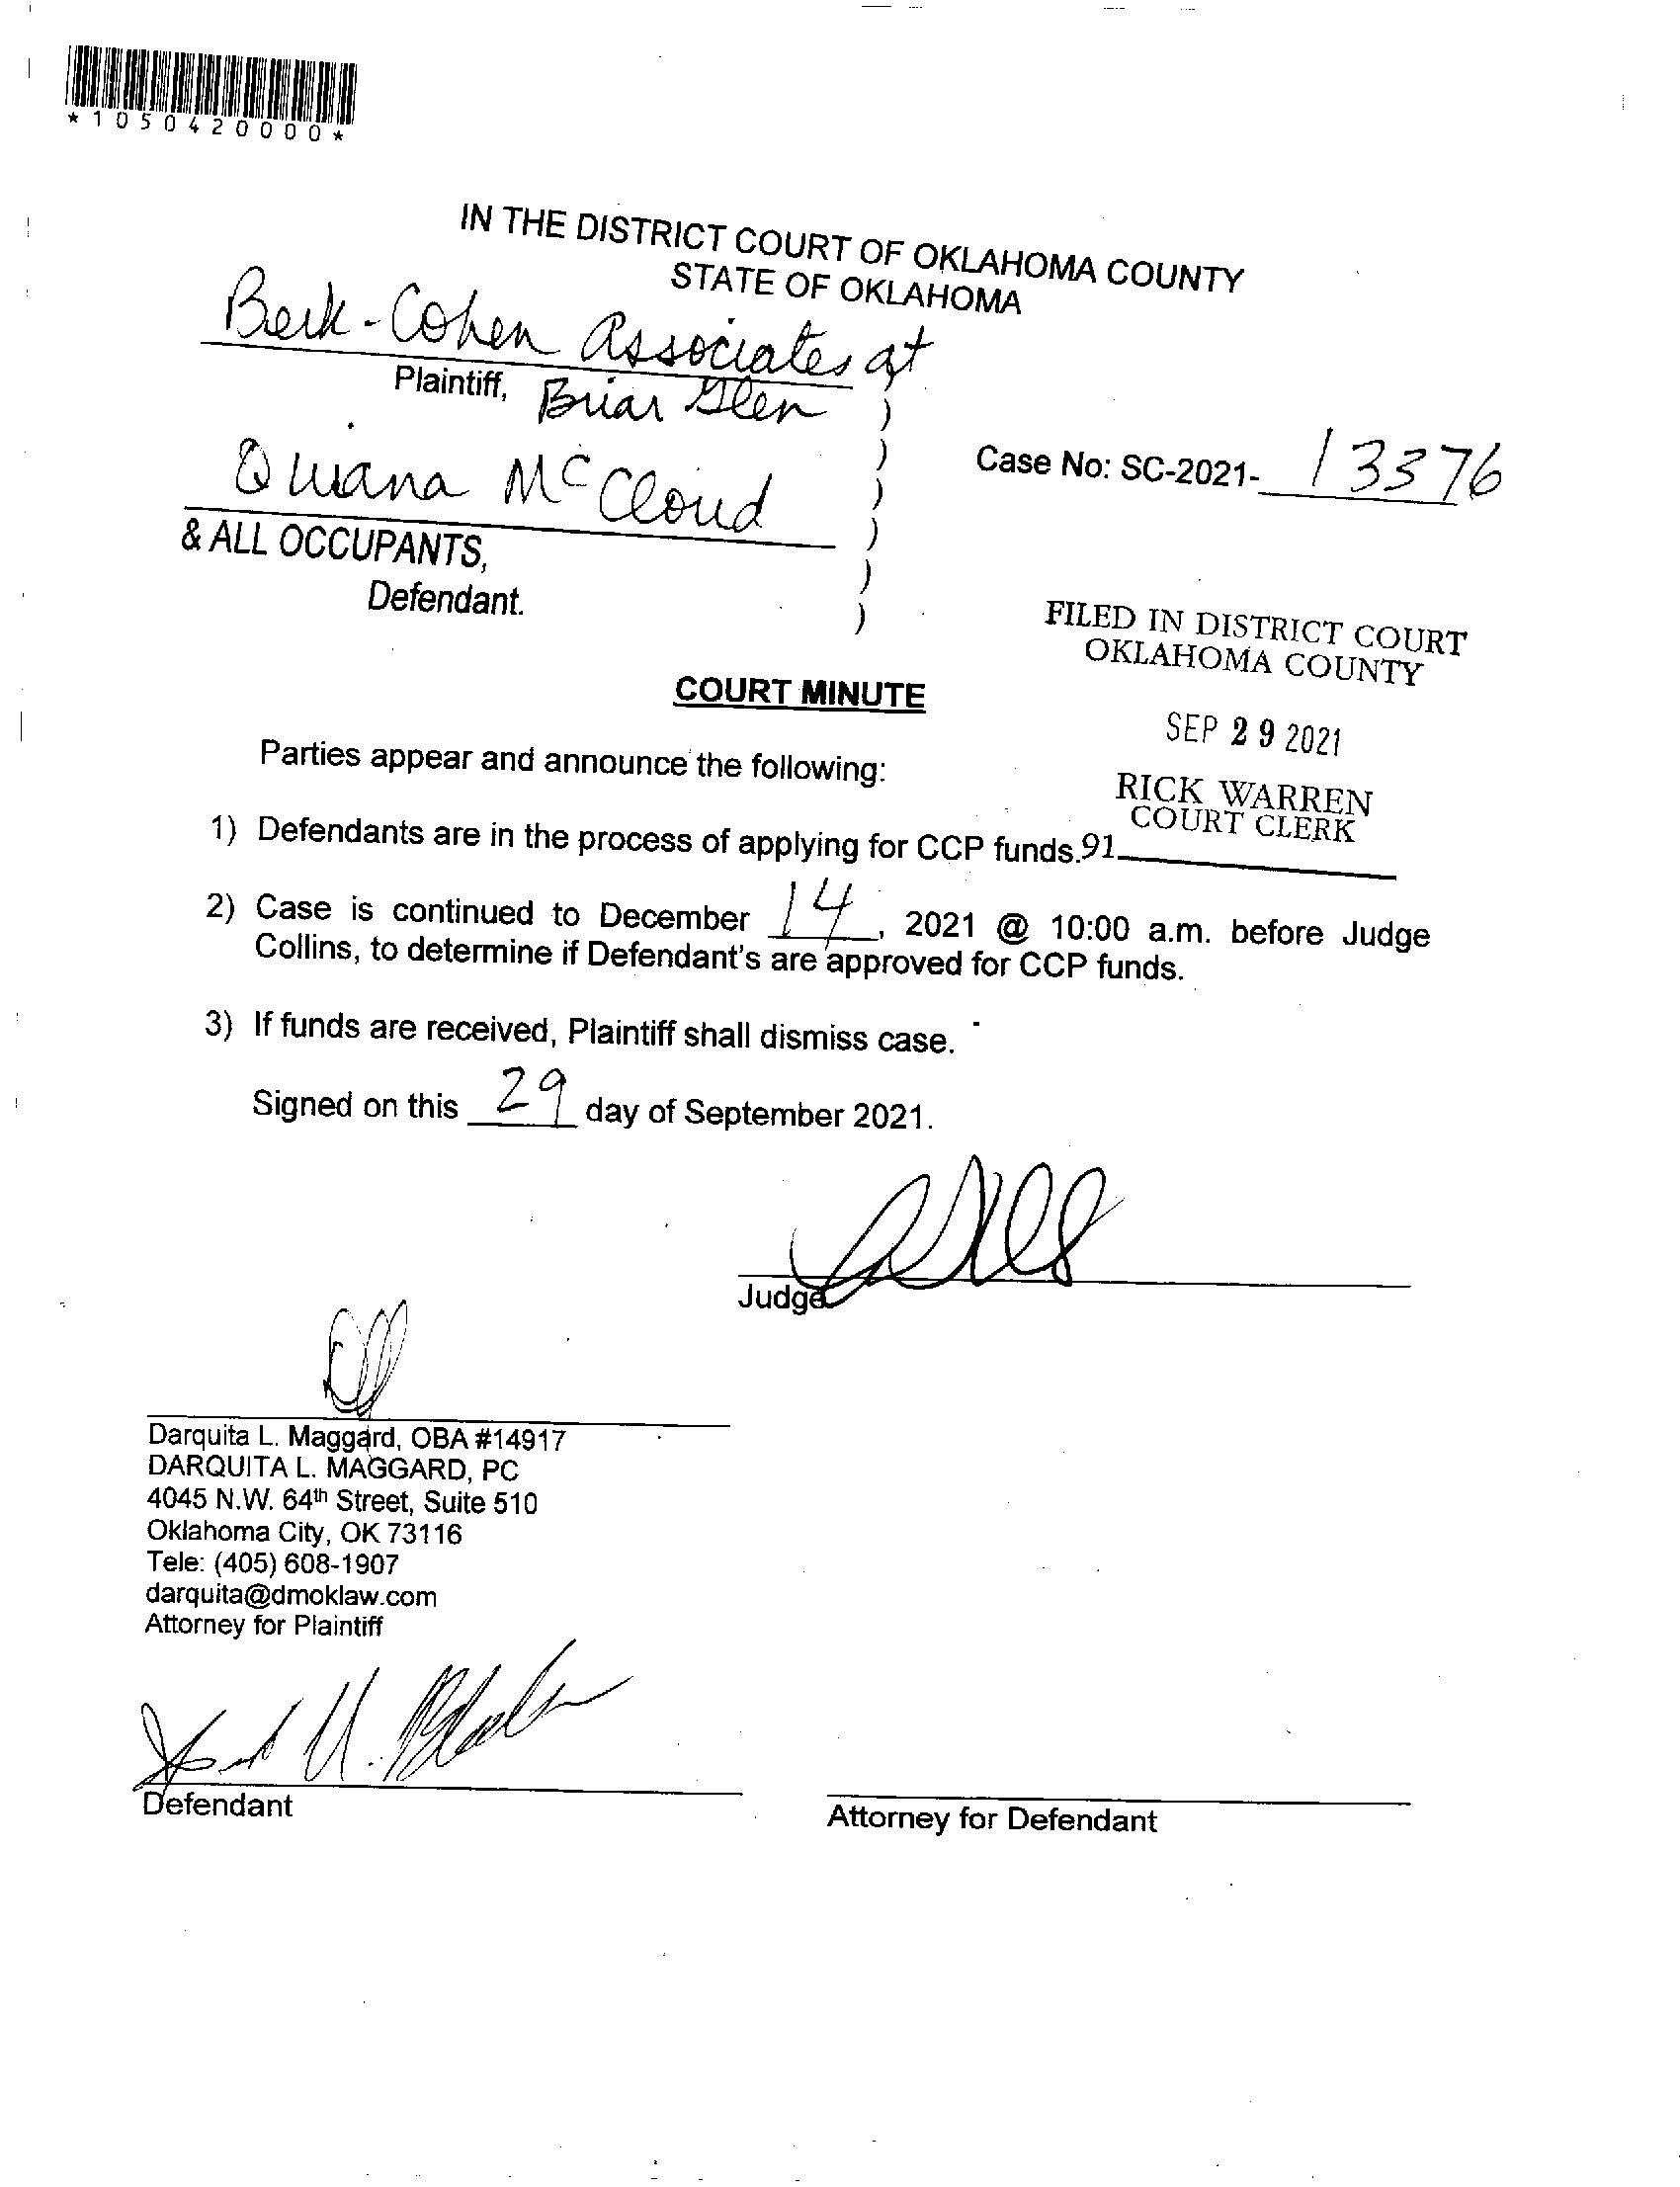 *1050420000*
IN THE DISTRICT COURT OF OKLAHOMA COUNTY
STATE OF OKLAHOMA
Berk-Cohen Associates at
Plaintiff, Briar Glen
Quiana McCloud
& ALL OCCUPANTS,
Defendant.
)
)
)
)
)
)
Case No: SC-2021- 13376
FILED IN DISTRICT COURT
OKLAHOMA COUNTY
SEP 29 2021
RICK WARREN
COURT CLERK
91
COURT MINUTE
Parties appear and announce the following:
1) Defendants are in the process of applying for CCP funds.
2) Case is continued to December 14, 2021 @ 10:00 a.m. before Judge
Collins, to determine if Defendant's are approved for CCP funds.
3) If funds are received, Plaintiff shall dismiss case.
Signed on this 29 day of September 2021.
Judge
Darquita L. Maggard, OBA #14917
DARQUITA L. MAGGARD, PC
4045 N.W. 64th Street, Suite 510
Oklahoma City, OK 73116
Tele: (405) 608-1907
darquita@dmoklaw.com
Attorney for Plaintiff
Defendant
Attorney for Defendant